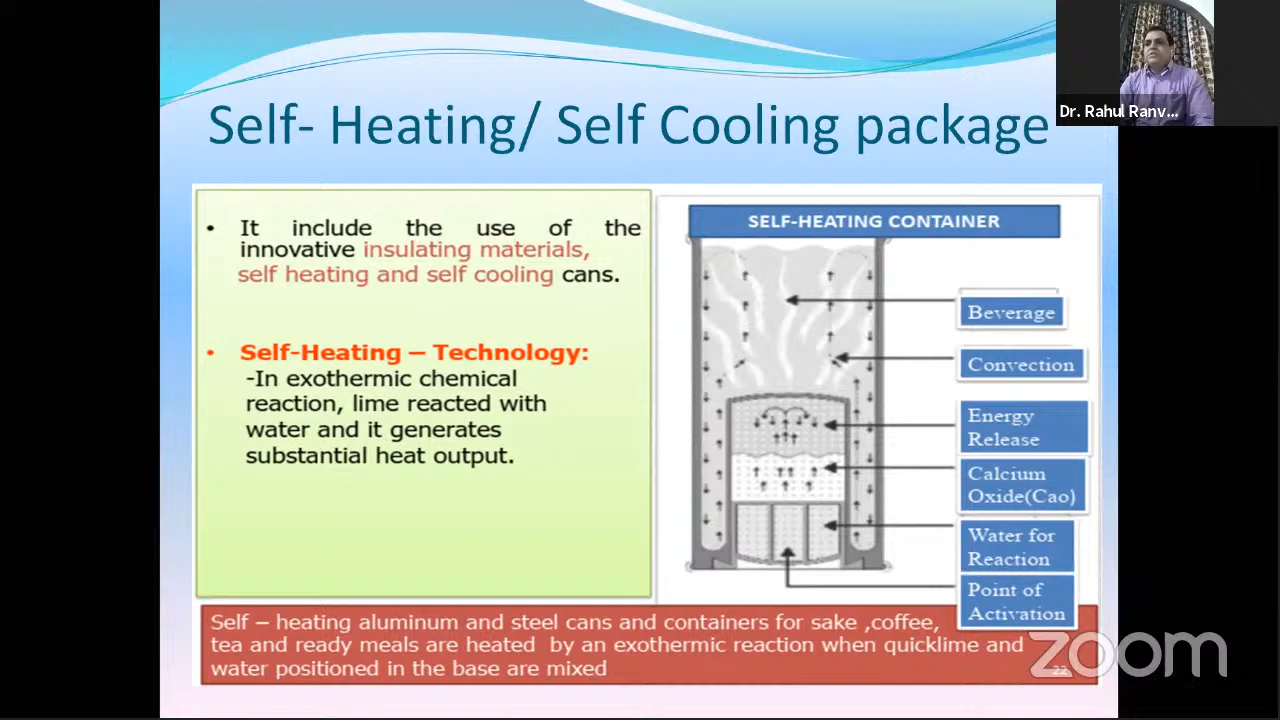 Self- Heating/ Self Cooling package
Dr. Rahul Ranv...
• It include the use of the
innovative insulating materials,
self heating and self cooling cans.
• Self-Heating – Technology:
-In exothermic chemical
reaction, lime reacted with
water and it generates
substantial heat output.
SELF-HEATING CONTAINER
Beverage
Convection
Energy
Release
Calcium
Oxide(Cao)
Water for
Reaction
Point of
Activation
Self – heating aluminum and steel cans and containers for sake ,coffee,
tea and ready meals are heated by an exothermic reaction when quicklime and
water positioned in the base are mixed
22
zoom